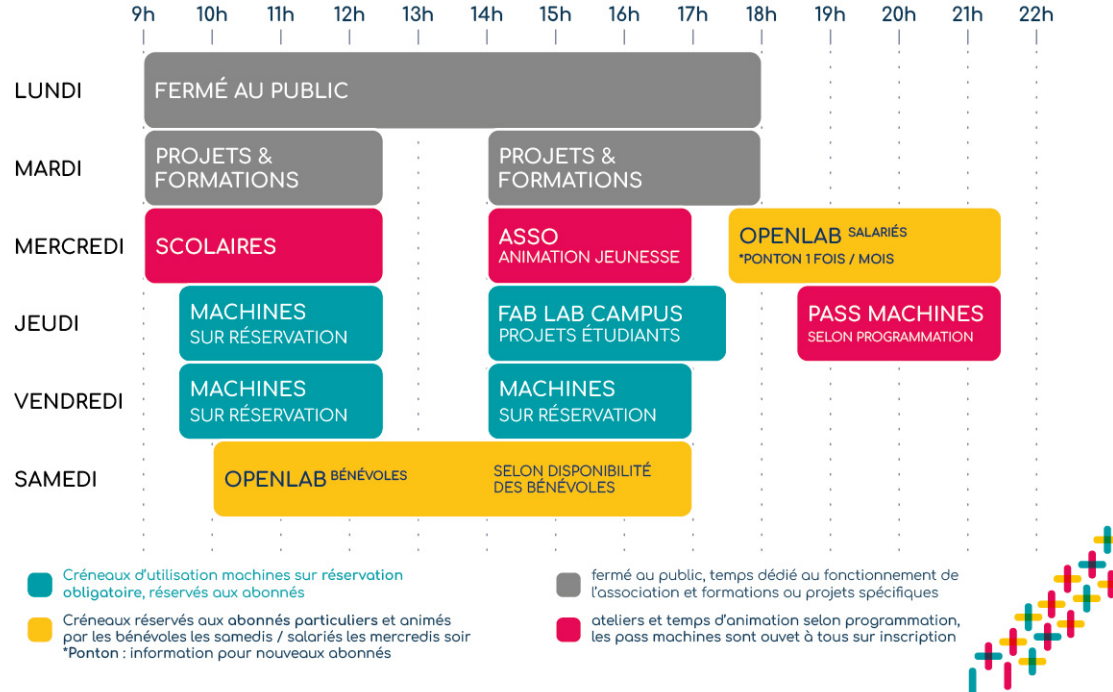 9h 10h 11h 12h 13h 14h 15h 16h 17h 18h 19h 20h 21h 22h
LUNDI
FERMÉ AU PUBLIC
MARDI
PROJETS &
FORMATIONS
PROJETS &
FORMATIONS
MERCREDI
SCOLAIRES
ASSO
ANIMATION JEUNESSE
OPENLAB SALARIÉS
*PONTON 1 FOIS / MOIS
JEUDI
MACHINES
SUR RÉSERVATION
FAB LAB CAMPUS
PROJETS ÉTUDIANTS
PASS MACHINES
SELON PROGRAMMATION
VENDREDI
MACHINES
SUR RÉSERVATION
MACHINES
SUR RÉSERVATION
SAMEDI
OPENLAB BÉNÉVOLES
SELON DISPONIBILITÉ
DES BÉNÉVOLES
Créneaux d'utilisation machines sur réservation
obligatoire, réservés aux abonnés
Créneaux réservés aux abonnés particuliers et animés
par les bénévoles les samedis / salariés les mercredis soir
*Ponton : information pour nouveaux abonnés
fermé au public, temps dédié au fonctionnement de
l'association et formations ou projets spécifiques
ateliers et temps d'animation selon programmation,
les pass machines sont ouvet à tous sur inscription